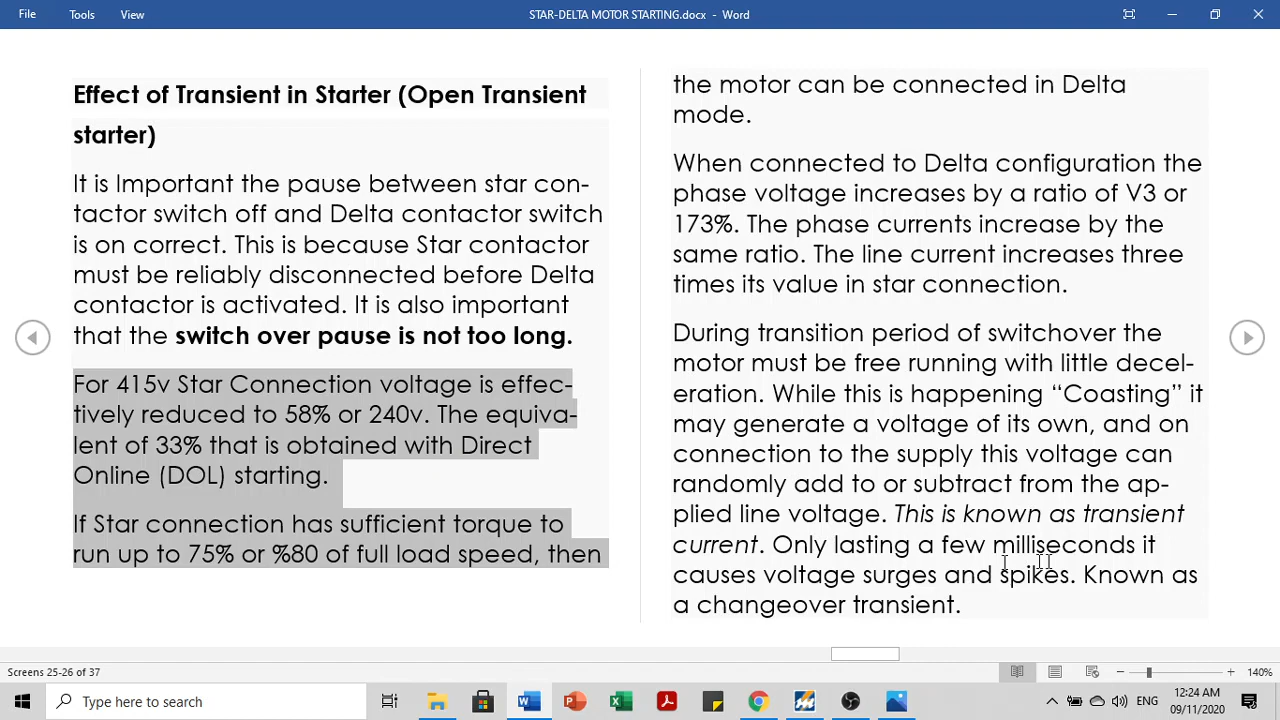 File Tools View STAR-DELTA MOTOR STARTING.docx - Word
Effect of Transient in Starter (Open Transient
starter)
It is Important the pause between star con-
tactor switch off and Delta contactor switch
is on correct. This is because Star contactor
must be reliably disconnected before Delta
contactor is activated. It is also important
that the switch over pause is not too long.
For 415v Star Connection voltage is effec-
tively reduced to 58% or 240v. The equiva-
lent of 33% that is obtained with Direct
Online (DOL) starting.
If Star connection has sufficient torque to
run up to 75% or %80 of full load speed, then
the motor can be connected in Delta
mode.
When connected to Delta configuration the
phase voltage increases by a ratio of V3 or
173%. The phase currents increase by the
same ratio. The line current increases three
times its value in star connection.
During transition period of switchover the
motor must be free running with little decel-
eration. While this is happening “Coasting” it
may generate a voltage of its own, and on
connection to the supply this voltage can
randomly add to or subtract from the ap-
plied line voltage. This is known as transient
current. Only lasting a few milliseconds it
causes voltage surges and spikes. Known as
a changeover transient.
Screens 25-26 of 37 140%
Type here to search ENG 12:24 AM
09/11/2020